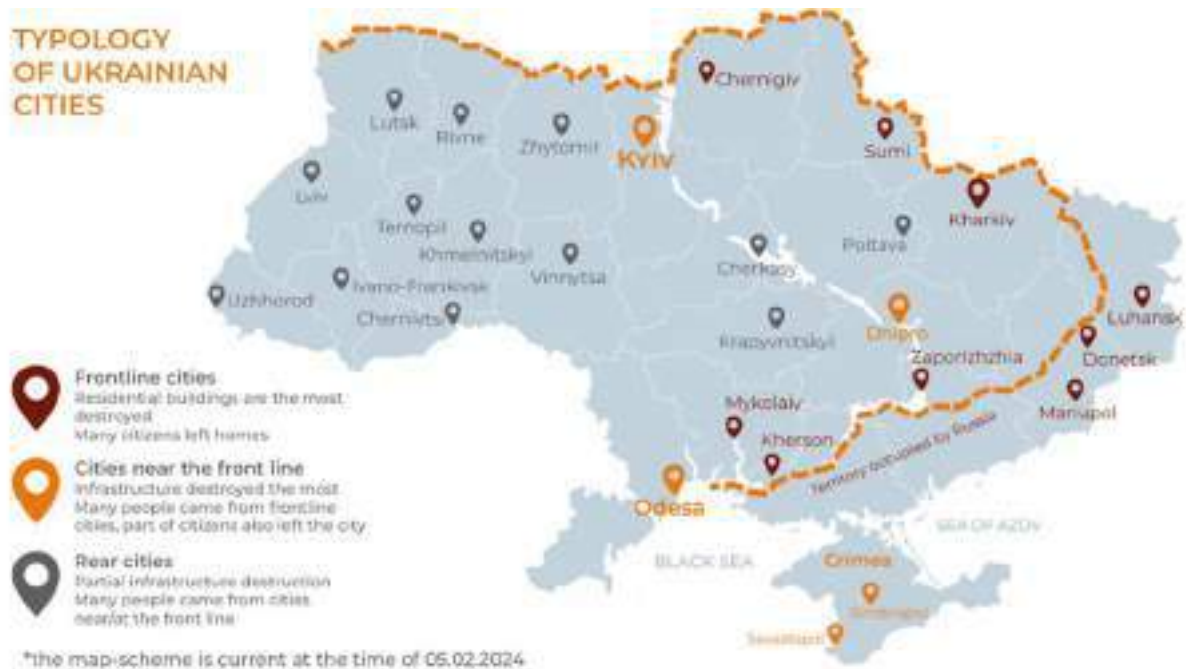 TYPOLOGY
OF UKRAINIAN
CITIES
Chernigiv
Lutsk
Rivne
Zhytomir
KYIV
Sumi
Lviv
Ternopil
Khmelnitskyi
Vinnytsa
Cherkasy
Poltava
Kharkiv
Uzhhorod
Ivano-Frankivsk
Chernivtsi
Kropyvnitskyi
Dnipro
Luhansk
Donetsk
Zaporizhzhia
Mariupol
Mykolaiv
Kherson
Territory occupied by Russia
Odesa
SEA OF AZOV
BLACK SEA
Crimea
Sevastopol
Frontline cities
Residential buildings are the most
destroyed
Many citizens left homes
Cities near the front line
Infrastructure destroyed the most
Many people came from frontline
cities, part of citizens also left the city
Rear cities
Partial infrastructure destruction
Many people came from cities
near/at the front line
*the map-scheme is current at the time of 05.02.2024